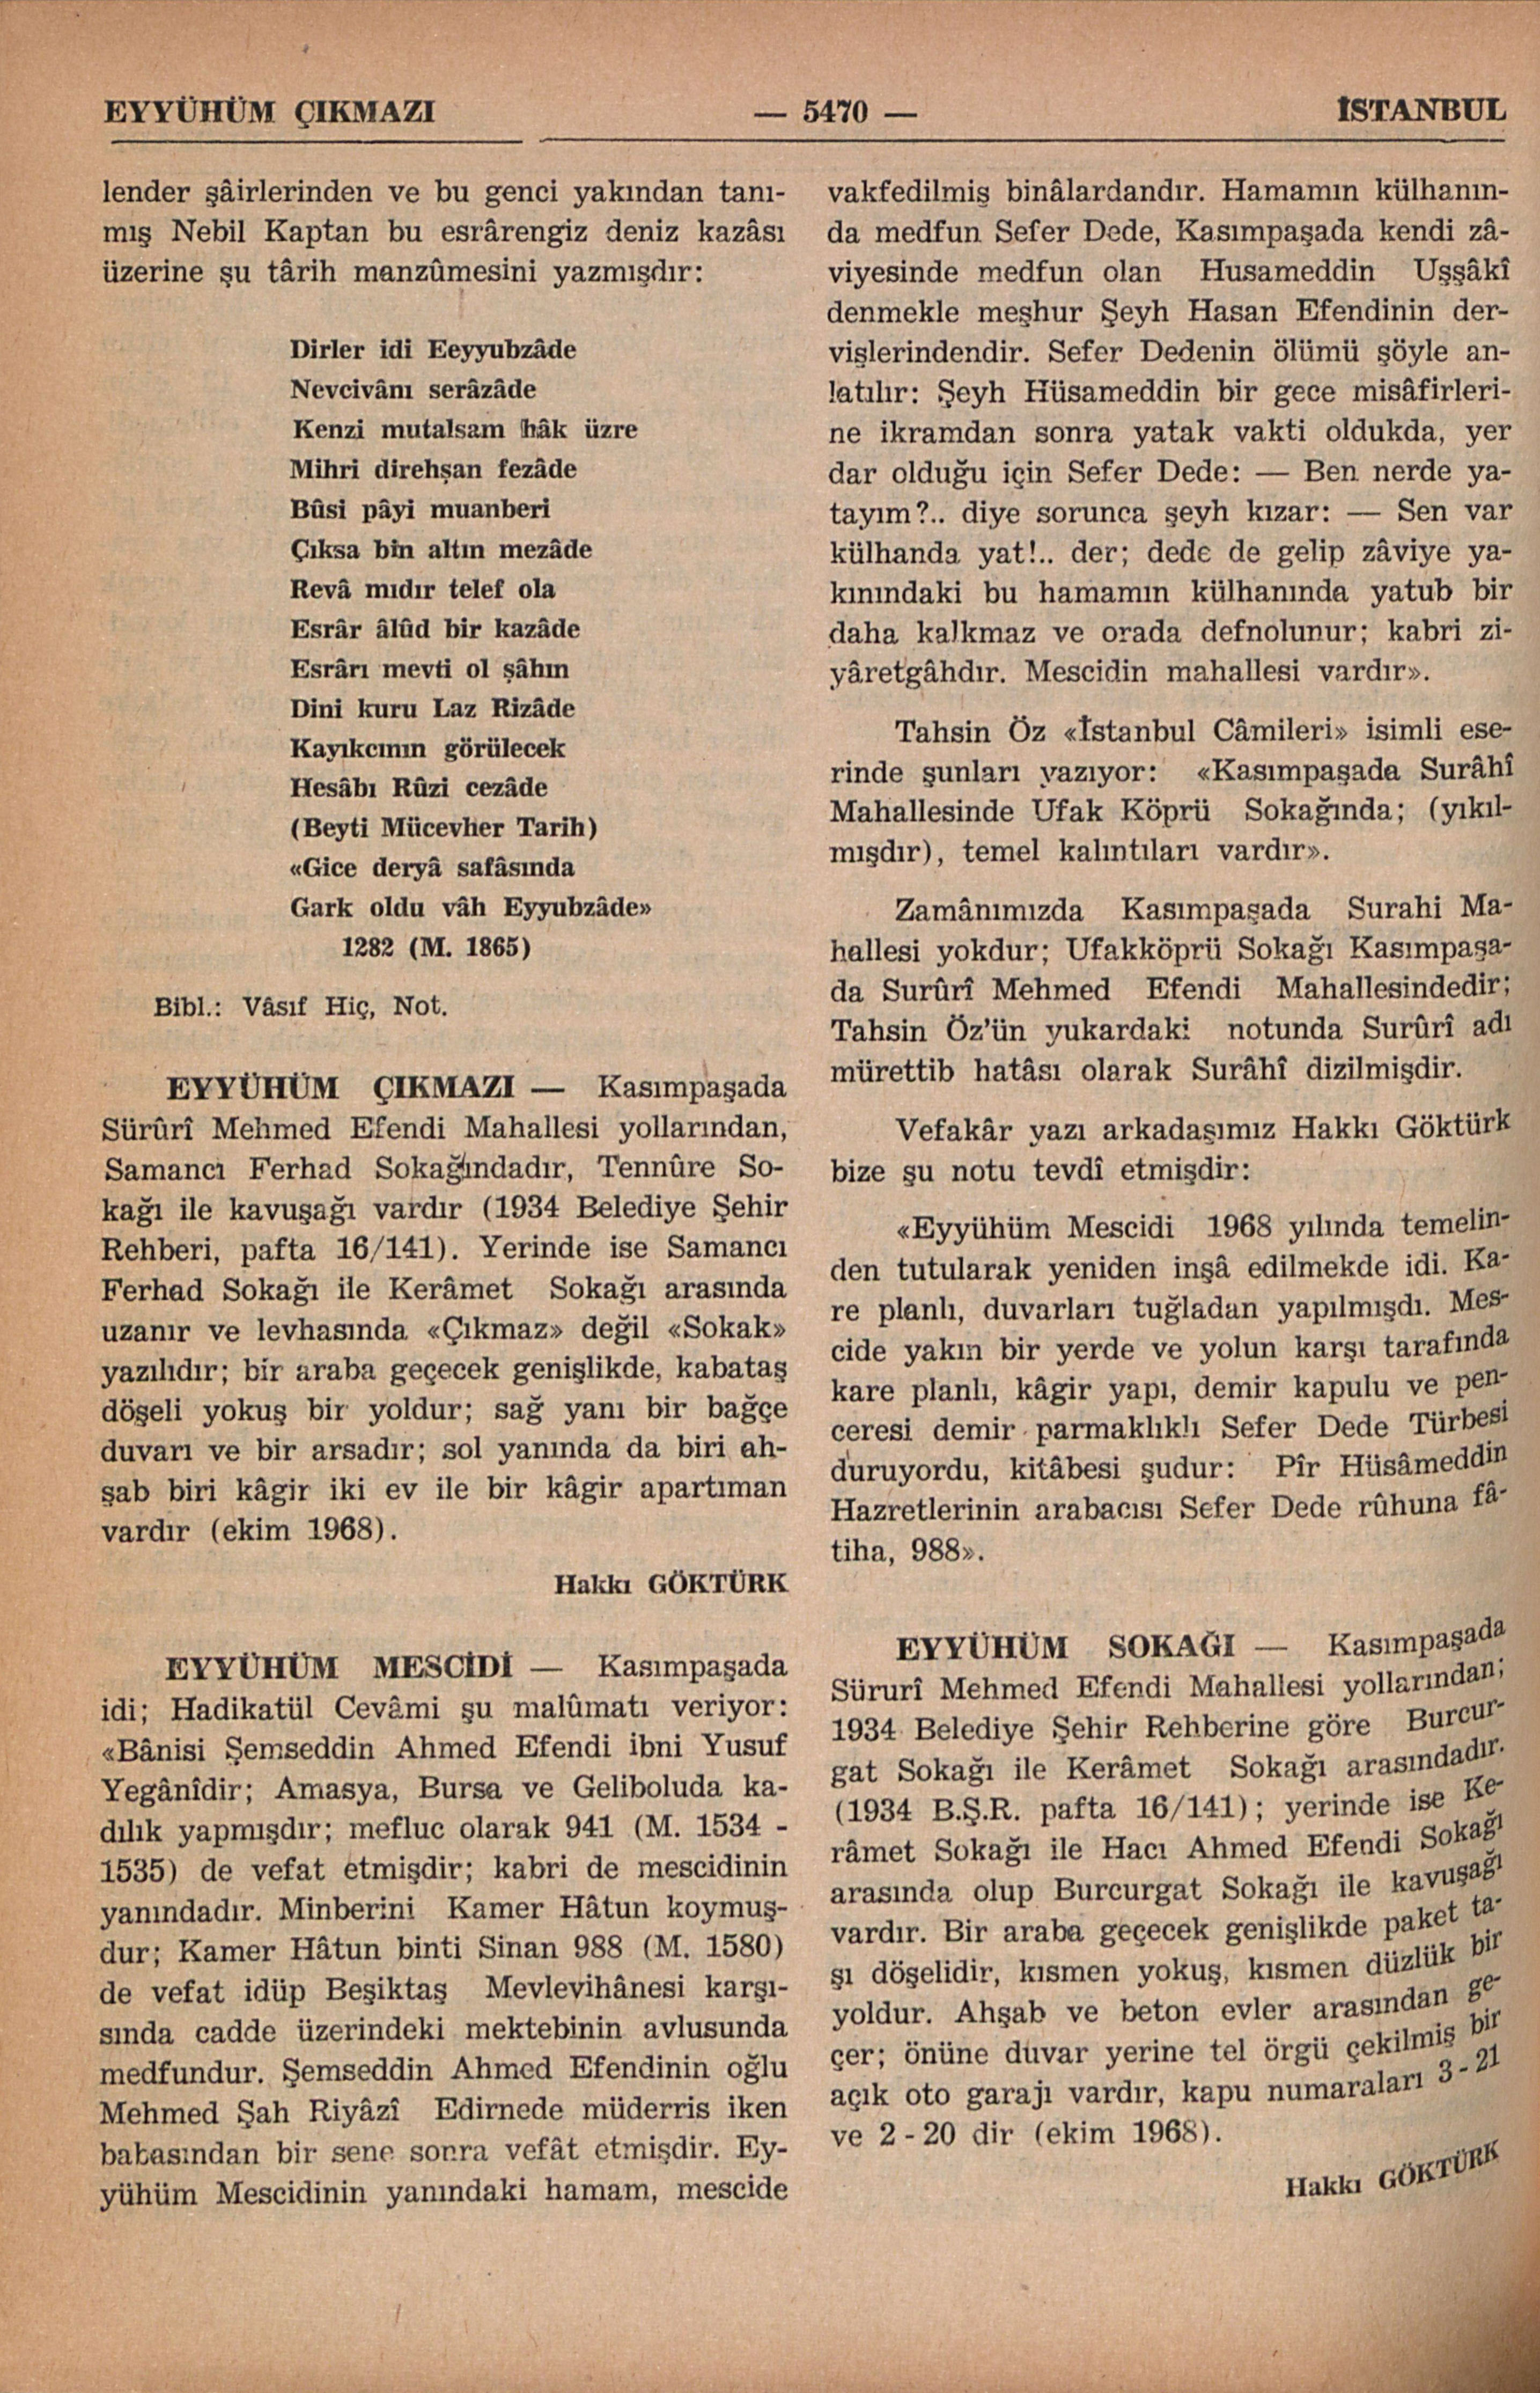 EYYÜHÜM ÇIKMAZI — 5470 — İSTANBUL
lender şâirlerinden ve bu genci yakından tanı-
mış Nebil Kaptan bu esrârengiz deniz kazâsı
üzerine şu târih manzûmesini yazmışdır:
Dirler idi Eeyyubzâde
Nevcivânı serâzâde
Kenzi mutalsam hâk üzre
Mihri direhşan fezâde
Bûsi pâyi muanberi
Çıksa bin altın mezâde
Revâ mıdır telef ola
Esrâr âlûd bir kazâde
Esrârı mevti ol şâhın
Dini kuru Laz Rizâde
Kayıkcının görülecek
Hesâbı Rûzi cezâde
(Beyti Mücevher Tarih)
«Gice deryâ safâsında
Gark oldu vâh Eyyubzâde»
1282 (M. 1865)
Bibl.: Vâsıf Hiç, Not.
EYYÜHÜM ÇIKMAZI — Kasımpaşada
Sürûrî Mehmed Efendi Mahallesi yollarından,
Samancı Ferhad Sokağındadır, Tennûre So-
kağı ile kavuşağı vardır (1934 Belediye Şehir
Rehberi, pafta 16/141). Yerinde ise Samancı
Ferhad Sokağı ile Kerâmet Sokağı arasında
uzanır ve levhasında «Çıkmaz» değil «Sokak»
yazılıdır; bir araba geçecek genişlikde, kabataş
döşeli yokuş bir yoldur; sağ yanı bir bağçe
duvarı ve bir arsadır; sol yanında da biri ah-
şab biri kâgir iki ev ile bir kâgir apartıman
vardır (ekim 1968).
Hakkı GÖKTÜRK
EYYÜHÜM MESCİDİ — Kasımpaşada
idi; Hadikatül Cevâmi şu malûmatı veriyor:
«Bânisi Şemseddin Ahmed Efendi ibni Yusuf
Yegânîdir; Amasya, Bursa ve Geliboluda ka-
dılık yapmışdır; mefluc olarak 941 (M. 1534 -
1535) de vefat etmişdir; kabri de mescidinin
yanındadır. Minberini Kamer Hâtun koymuş-
dur; Kamer Hâtun binti Sinan 988 (M. 1580)
de vefat idüp Beşiktaş Mevlevihânesi karşı-
sında cadde üzerindeki mektebinin avlusunda
medfundur. Şemseddin Ahmed Efendinin oğlu
Mehmed Şah Riyâzî Edirnede müderris iken
babasından bir sene sonra vefât etmişdir. Ey-
yühüm Mescidinin yanındaki hamam, mescide
vakfedilmiş binâlardandır. Hamamın külhanın-
da medfun Sefer Dede, Kasımpaşada kendi zâ-
viyesinde medfun olan Husameddin Uşşâkî
denmekle meşhur Şeyh Hasan Efendinin der-
vişlerindendir. Sefer Dedenin ölümü şöyle an-
latılır: Şeyh Hüsameddin bir gece misâfirleri-
ne ikramdan sonra yatak vakti oldukda, yer
dar olduğu için Sefer Dede: — Ben nerde ya-
tayım?.. diye sorunca şeyh kızar: — Sen var
külhanda yat!.. der; dede de gelip zâviye ya-
kınındaki bu hamamın külhanında yatub bir
daha kalkmaz ve orada defnolunur; kabri zi-
yâretgâhdır. Mescidin mahallesi vardır».
Tahsin Öz «İstanbul Câmileri» isimli ese-
rinde şunları yazıyor: «Kasımpaşada Surâhî
Mahallesinde Ufak Köprü Sokağında; (yıkıl-
mışdır), temel kalıntıları vardır».
Zamânımızda Kasımpaşada Surahi Ma-
hallesi yokdur; Ufakköprü Sokağı Kasımpaşa-
da Surûrî Mehmed Efendi Mahallesindedir;
Tahsin Öz'ün yukardaki notunda Surûrî adı
mürettib hatâsı olarak Surâhî dizilmişdir.
Vefakâr yazı arkadaşımız Hakkı Göktürk
bize şu notu tevdî etmişdir:
«Eyyühüm Mescidi 1968 yılında temelin-
den tutularak yeniden inşâ edilmekde idi. Ka-
re planlı, duvarları tuğladan yapılmışdı. Mes-
cide yakın bir yerde ve yolun karşı tarafında
kare planlı, kâgir yapı, demir kapulu ve pen-
ceresi demir parmaklıklı Sefer Dede Türbesi
duruyordu, kitâbesi şudur: Pîr Hüsâmeddin
Hazretlerinin arabacısı Sefer Dede rûhuna fâ-
tiha, 988».
EYYÜHÜM SOKAĞI — Kasımpaşada
Sürurî Mehmed Efendi Mahallesi yollarından;
1934 Belediye Şehir Rehberine göre Burcur-
gat Sokağı ile Kerâmet Sokağı arasındadır.
(1934 B.Ş.R. pafta 16/141); yerinde ise Ke-
râmet Sokağı ile Hacı Ahmed Efendi Sokağı
arasında olup Burcurgat Sokağı ile kavuşağı
vardır. Bir araba geçecek genişlikde paket ta-
şı döşelidir, kısmen yokuş, kısmen düzlük bir
yoldur. Ahşab ve beton evler arasından ge-
çer; önüne duvar yerine tel örgü çekilmiş bir
açık oto garajı vardır, kapu numaraları 3 - 21
ve 2 - 20 dir (ekim 1968).
Hakkı GÖKTÜRK